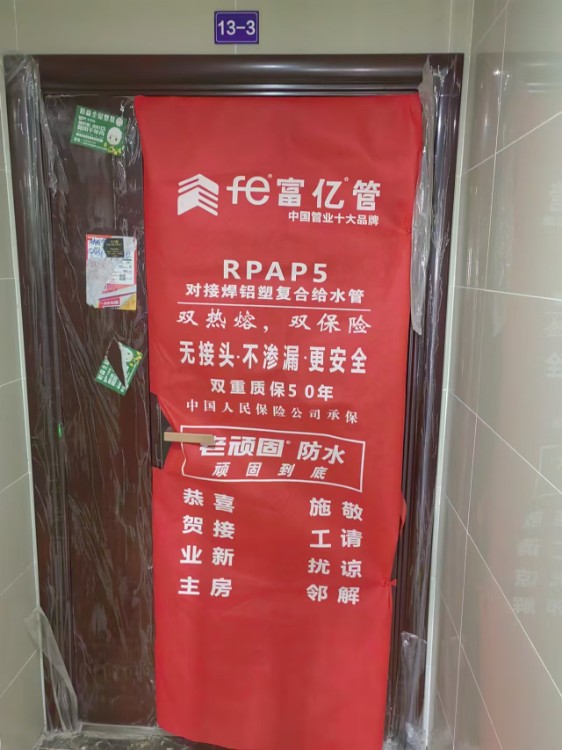 13-3
fe®富亿®管
中国管业十大品牌
RPAP5
对接焊铝塑复合给水管
双热熔，双保险
无接头·不渗漏·更安全
双重质保50年
中国人民保险公司承保
老顽固®防水
顽固到底
恭贺业主
喜接新房
施工扰邻
敬请谅解